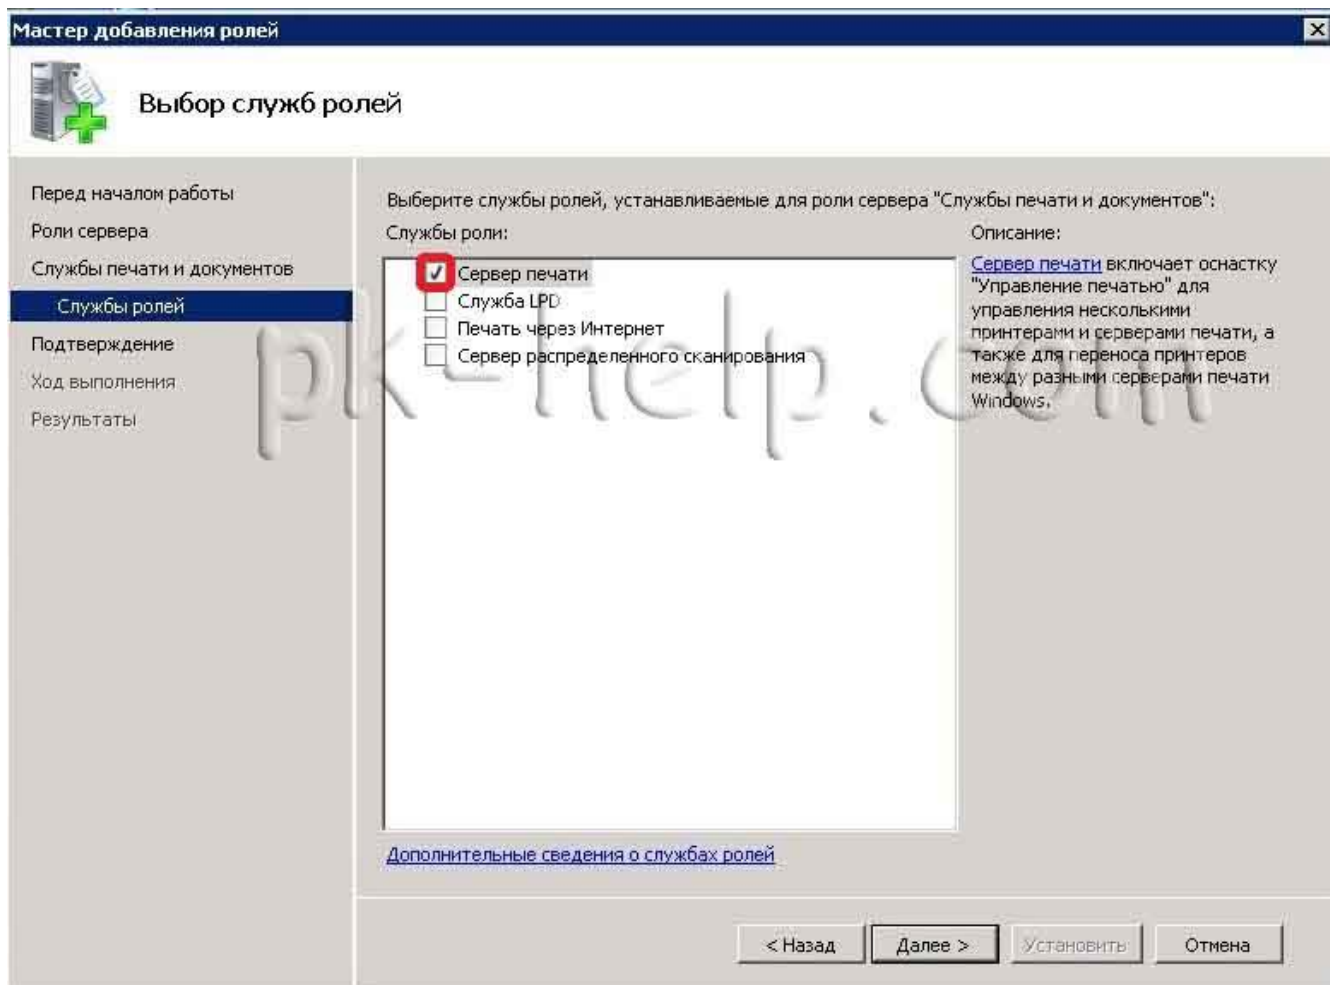 Мастер добавления ролей
Выбор служб ролей
Перед началом работы
Роли сервера
Службы печати и документов
Службы ролей
Подтверждение
Ход выполнения
Результаты
Выберите службы ролей, устанавливаемые для роли сервера "Службы печати и документов":
Службы роли:
Сервер печати
Служба LPD
Печать через Интернет
Сервер распределенного сканирования
Описание:
Сервер печати включает оснастку
"Управление печатью" для
управления несколькими
принтерами и серверами печати, а
также для переноса принтеров
между разными серверами печати
Windows.
pk-help.com
Дополнительные сведения о службах ролей
< Назад
Далее >
Установить
Отмена